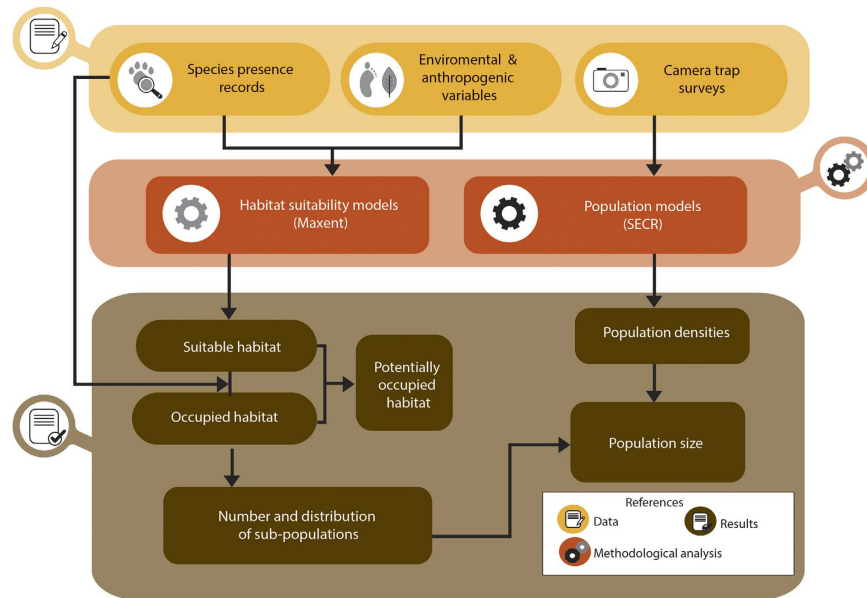 Species presence
records
Enviromental &
anthropogenic
variables
Camera trap
surveys
Habitat suitability models
(Maxent)
Population models
(SECR)
Suitable habitat
Potentially
occupied
habitat
Occupied habitat
Population densities
Population size
Number and distribution
of sub-populations
References
Data
Results
Methodological analysis